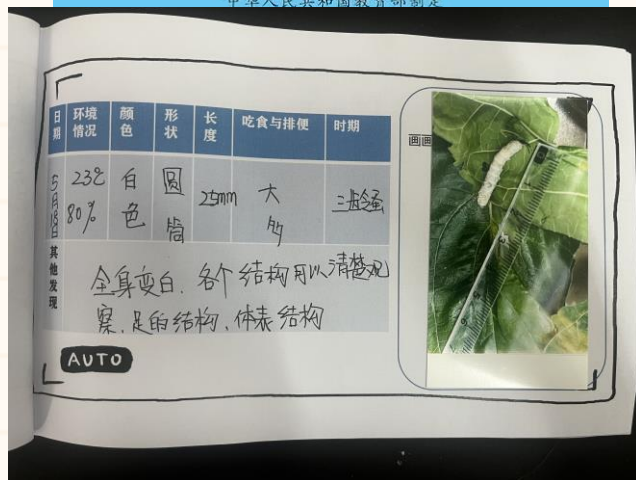 中华人民共和国教育部制定
日期 环境情况 颜色 形状 长度 吃食与排便 时期
5月18日 23℃ 80% 白色 圆筒 25mm 大 多 三龄蚕
画画
其他发现
全身变白.各个结构可以清楚观
察.足的结构、体表结构
AUTO